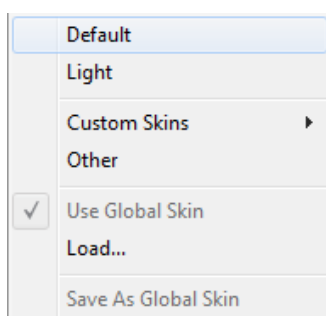 Default
Light
Custom Skins
Other
Use Global Skin
Load...
Save As Global Skin